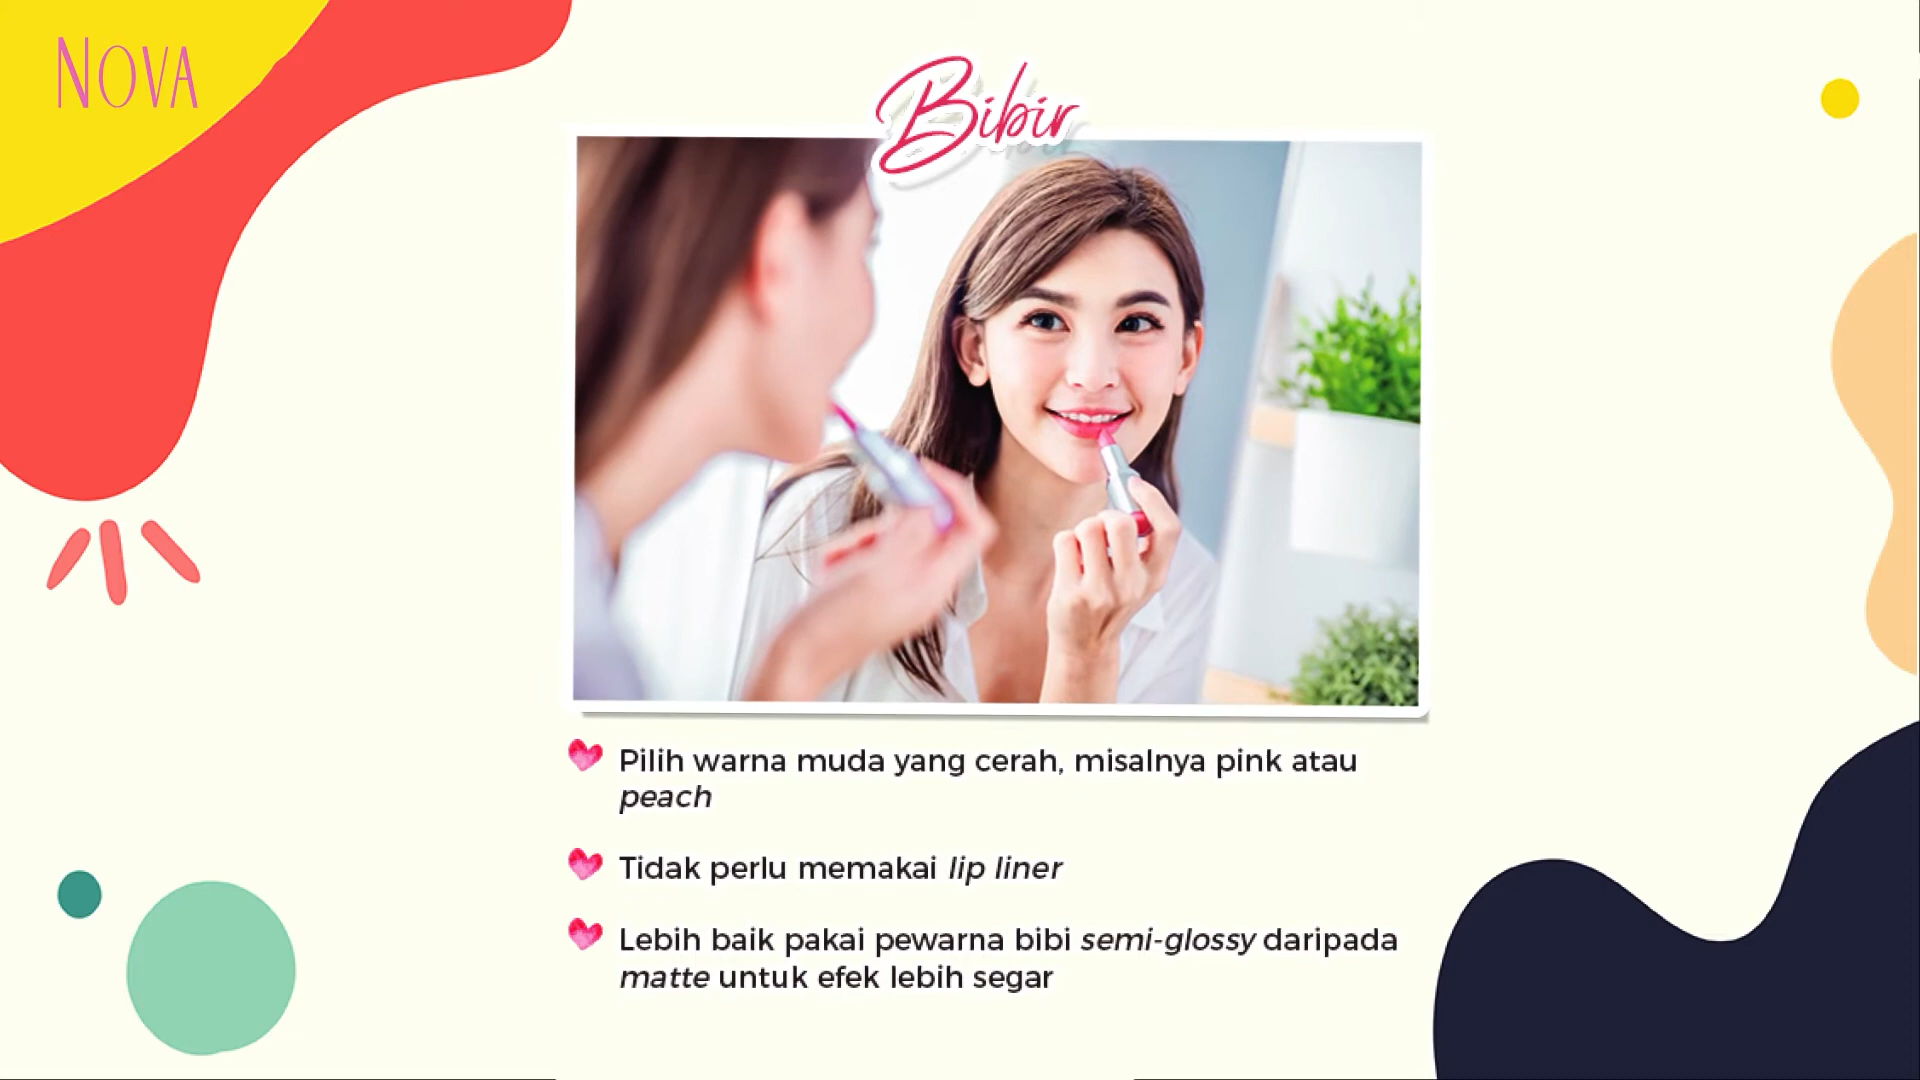 NOVA
Bibir
Pilih warna muda yang cerah, misalnya pink atau
peach
Tidak perlu memakai lip liner
Lebih baik pakai pewarna bibi semi-glossy daripada
matte untuk efek lebih segar